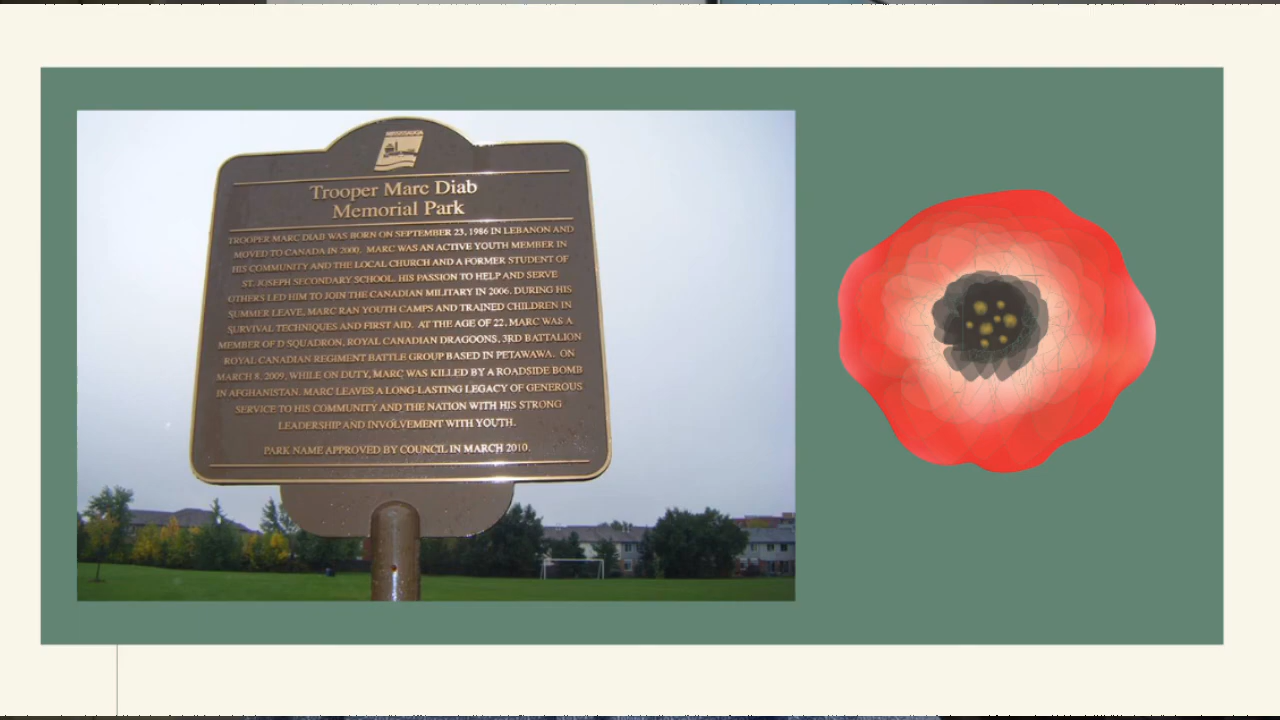 MISSISSAUGA
Trooper Marc Diab
Memorial Park
TROOPER MARC DIAB WAS BORN ON SEPTEMBER 23, 1986 IN LEBANON AND
MOVED TO CANADA IN 2000. MARC WAS AN ACTIVE YOUTH MEMBER IN
HIS COMMUNITY AND THE LOCAL CHURCH AND A FORMER STUDENT OF
ST. JOSEPH SECONDARY SCHOOL. HIS PASSION TO HELP AND SERVE
OTHERS LED HIM TO JOIN THE CANADIAN MILITARY IN 2006. DURING HIS
SUMMER LEAVE, MARC RAN YOUTH CAMPS AND TRAINED CHILDREN IN
SURVIVAL TECHNIQUES AND FIRST AID. AT THE AGE OF 22, MARC WAS A
MEMBER OF D SQUADRON, ROYAL CANADIAN DRAGOONS, 3RD BATTALION
ROYAL CANADIAN REGIMENT BATTLE GROUP BASED IN PETAWAWA. ON
MARCH 8, 2009, WHILE ON DUTY, MARC WAS KILLED BY A ROADSIDE BOMB
IN AFGHANISTAN. MARC LEAVES A LONG-LASTING LEGACY OF GENEROUS
SERVICE TO HIS COMMUNITY AND THE NATION WITH HIS STRONG
LEADERSHIP AND INVOLVEMENT WITH YOUTH.
PARK NAME APPROVED BY COUNCIL IN MARCH 2010.